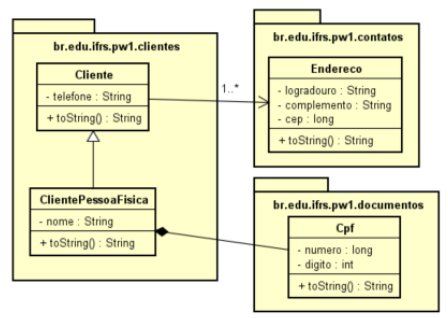 br.edu.ifrs.pw1.clientes
Cliente
- telefone : String
+ toString() : String
1..*
br.edu.ifrs.pw1.contatos
Endereco
- logradouro : String
- complemento : String
- cep : long
+ toString() : String
ClientePessoaFisica
- nome : String
+ toString() : String
br.edu.ifrs.pw1.documentos
Cpf
- numero : long
- digito : int
+ toString() : String